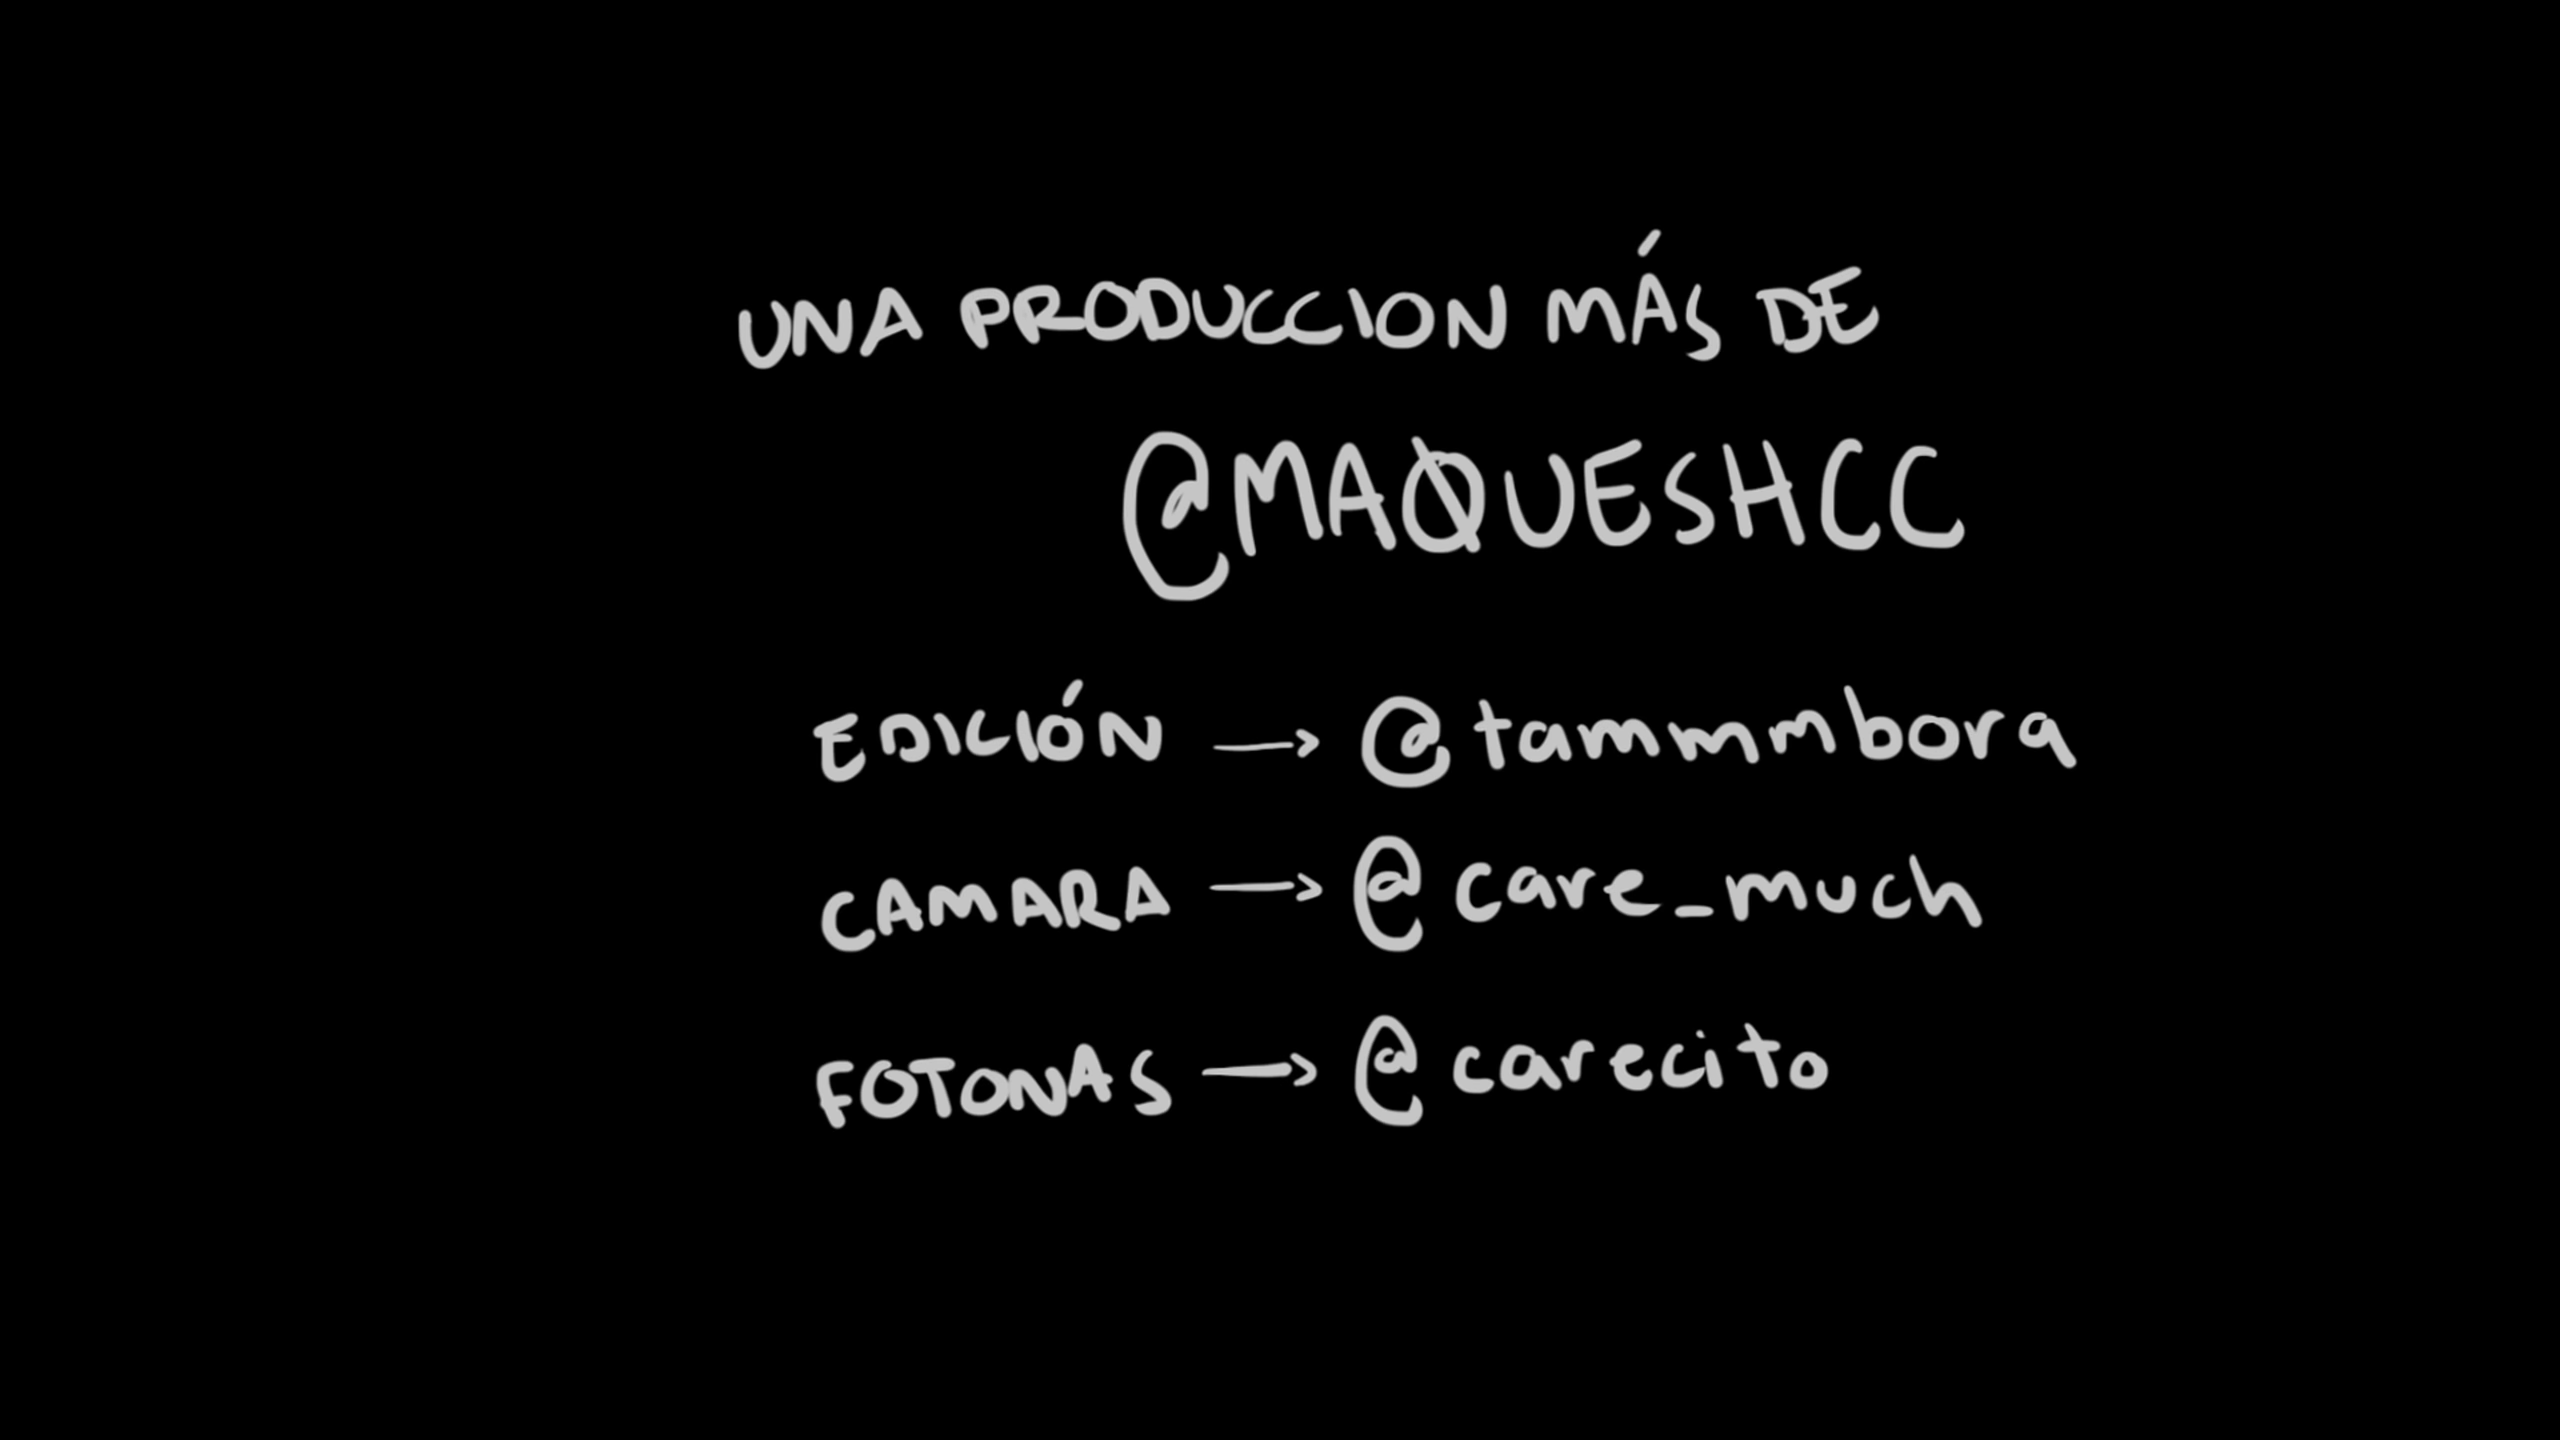 UNA PRODUCCION MÁS DE
@MAQUESHCC
EDICIÓN → @tammmbora
CAMARA → @care_much
FOTONAS → @carecito